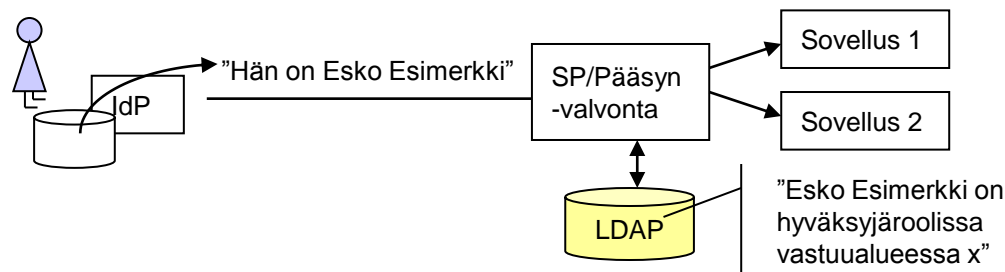 "Hän on Esko Esimerkki"
IdP
SP/Pääsyn
-valvonta
Sovellus 1
Sovellus 2
LDAP
”Esko Esimerkki on
hyväksyjäroolissa
vastuualueessa x”